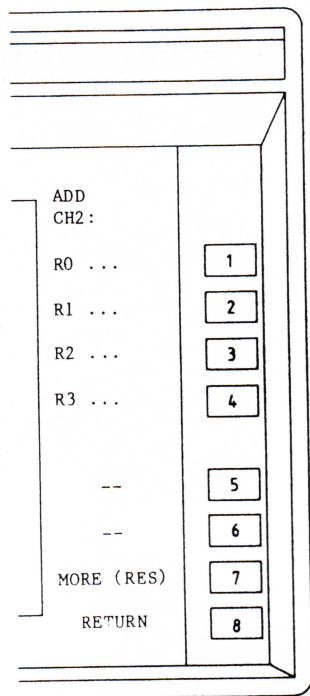 ADD
CH2:
R0 ... 1
R1 ... 2
R2 ... 3
R3 ... 4
-- 5
-- 6
MORE (RES) 7
RETURN 8